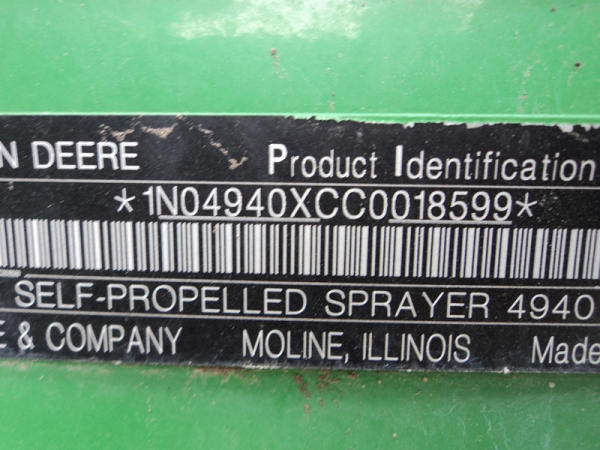 N DEERE Product Identification
*1N04940XCC0018599*
SELF-PROPELLED SPRAYER 4940
E & COMPANY MOLINE, ILLINOIS Made